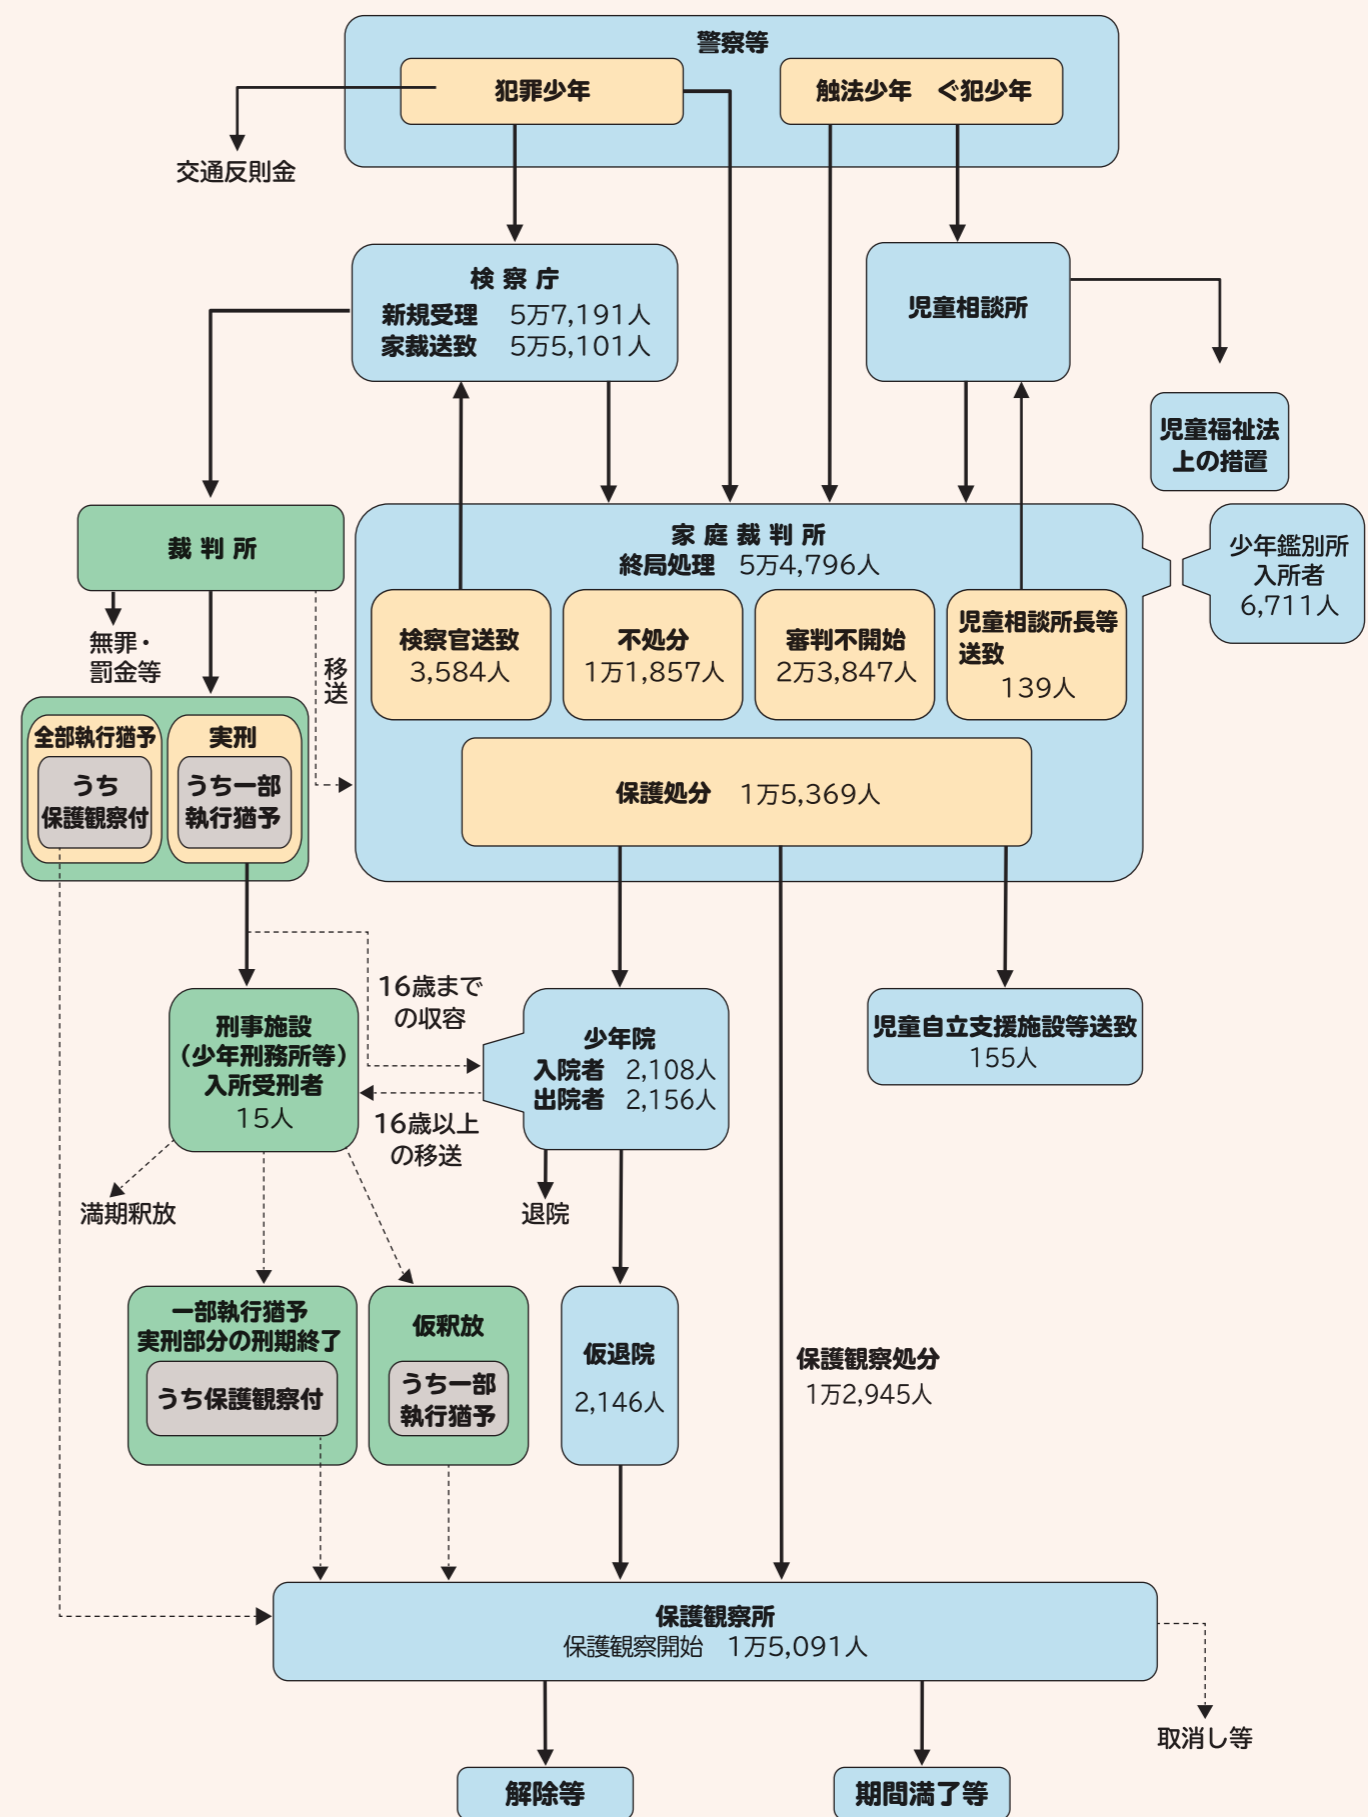 警察等
犯罪少年
触法少年　ぐ犯少年
交通反則金
検察庁
新規受理　5万7,191人
家裁送致　5万5,101人
児童相談所
児童福祉法
上の措置
裁判所
家庭裁判所
終局処理　5万4,796人
少年鑑別所
入所者
6,711人
検察官送致
3,584人
不処分
1万1,857人
審判不開始
2万3,847人
児童相談所長等
送致
139人
無罪・
罰金等
移送
全部執行猶予
うち
保護観察付
実刑
うち一部
執行猶予
保護処分　1万5,369人
16歳まで
の収容
刑事施設
（少年刑務所等）
入所受刑者
15人
少年院
入院者　2,108人
出院者　2,156人
児童自立支援施設等送致
155人
16歳以上
の移送
満期釈放
退院
一部執行猶予
実刑部分の刑期終了
うち保護観察付
仮釈放
うち一部
執行猶予
仮退院
2,146人
保護観察処分
1万2,945人
保護観察所
保護観察開始　1万5,091人
取消し等
解除等
期間満了等